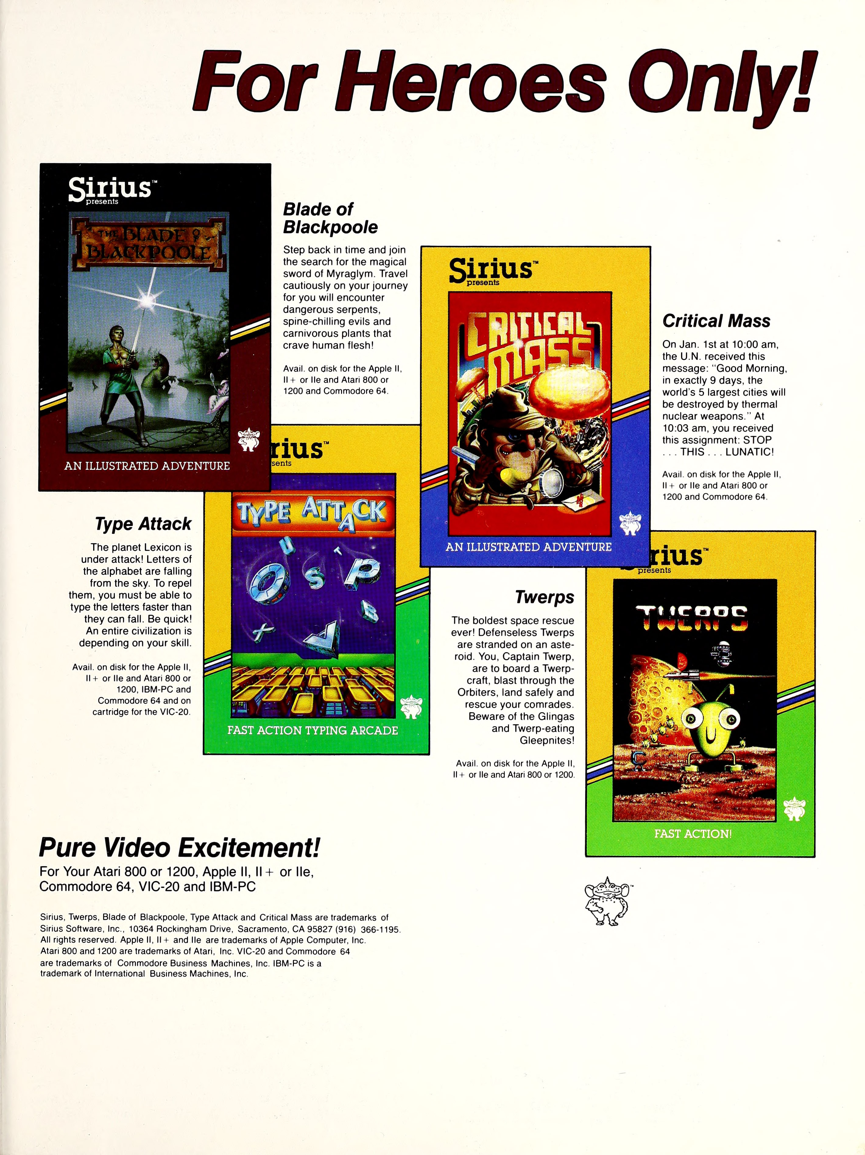 For Heroes Only!
Sirius™
presents
THE BLADE OF
BLACKPOOLE
AN ILLUSTRATED ADVENTURE
Blade of
Blackpoole
Step back in time and join
the search for the magical
sword of Myraglym. Travel
cautiously on your journey
for you will encounter
dangerous serpents,
spine-chilling evils and
carnivorous plants that
crave human flesh!
Avail. on disk for the Apple II,
II + or IIe and Atari 800 or
1200 and Commodore 64.
Sirius™
presents
CRITICAL
MASS
AN ILLUSTRATED ADVENTURE
Critical Mass
On Jan. 1st at 10:00 am,
the U.N. received this
message: "Good Morning,
in exactly 9 days, the
world's 5 largest cities will
be destroyed by thermal
nuclear weapons." At
10:03 am, you received
this assignment: STOP
. . . THIS . . . LUNATIC!
Avail. on disk for the Apple II,
II + or IIe and Atari 800 or
1200 and Commodore 64.
Type Attack
The planet Lexicon is
under attack! Letters of
the alphabet are falling
from the sky. To repel
them, you must be able to
type the letters faster than
they can fall. Be quick!
An entire civilization is
depending on your skill.
Avail. on disk for the Apple II,
II + or IIe and Atari 800 or
1200, IBM-PC and
Commodore 64 and on
cartridge for the VIC-20.
rius™
sents
TYPE ATTACK
U
T
O
S
P
B
X
V
FAST ACTION TYPING ARCADE
Twerps
The boldest space rescue
ever! Defenseless Twerps
are stranded on an aste-
roid. You, Captain Twerp,
are to board a Twerp-
craft, blast through the
Orbiters, land safely and
rescue your comrades.
Beware of the Glingas
and Twerp-eating
Gleepnites!
Avail. on disk for the Apple II,
II + or IIe and Atari 800 or 1200.
irius™
presents
TWERPS
FAST ACTION!
Pure Video Excitement!
For Your Atari 800 or 1200, Apple II, II + or IIe,
Commodore 64, VIC-20 and IBM-PC
Sirius, Twerps, Blade of Blackpoole, Type Attack and Critical Mass are trademarks of
Sirius Software, Inc., 10364 Rockingham Drive, Sacramento, CA 95827 (916) 366-1195.
All rights reserved. Apple II, II + and IIe are trademarks of Apple Computer, Inc.
Atari 800 and 1200 are trademarks of Atari, Inc. VIC-20 and Commodore 64
are trademarks of Commodore Business Machines, Inc. IBM-PC is a
trademark of International Business Machines, Inc.